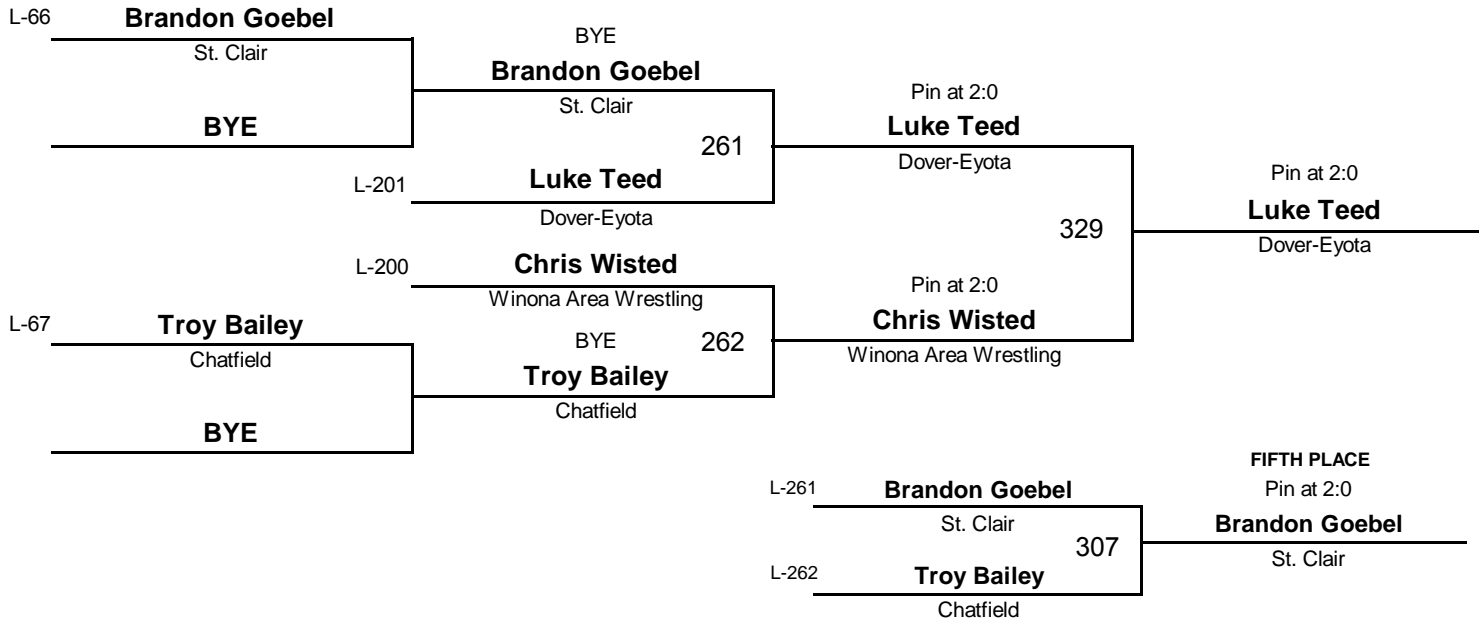 L-66
Brandon Goebel
St. Clair
BYE
BYE
Brandon Goebel
St. Clair
261
L-201
Luke Teed
Dover-Eyota
Pin at 2:0
Luke Teed
Dover-Eyota
L-200
Chris Wisted
Winona Area Wrestling
L-67
Troy Bailey
Chatfield
BYE
BYE
Troy Bailey
Chatfield
262
Pin at 2:0
Chris Wisted
Winona Area Wrestling
329
Pin at 2:0
Luke Teed
Dover-Eyota
L-261
Brandon Goebel
St. Clair
307
L-262
Troy Bailey
Chatfield
FIFTH PLACE
Pin at 2:0
Brandon Goebel
St. Clair